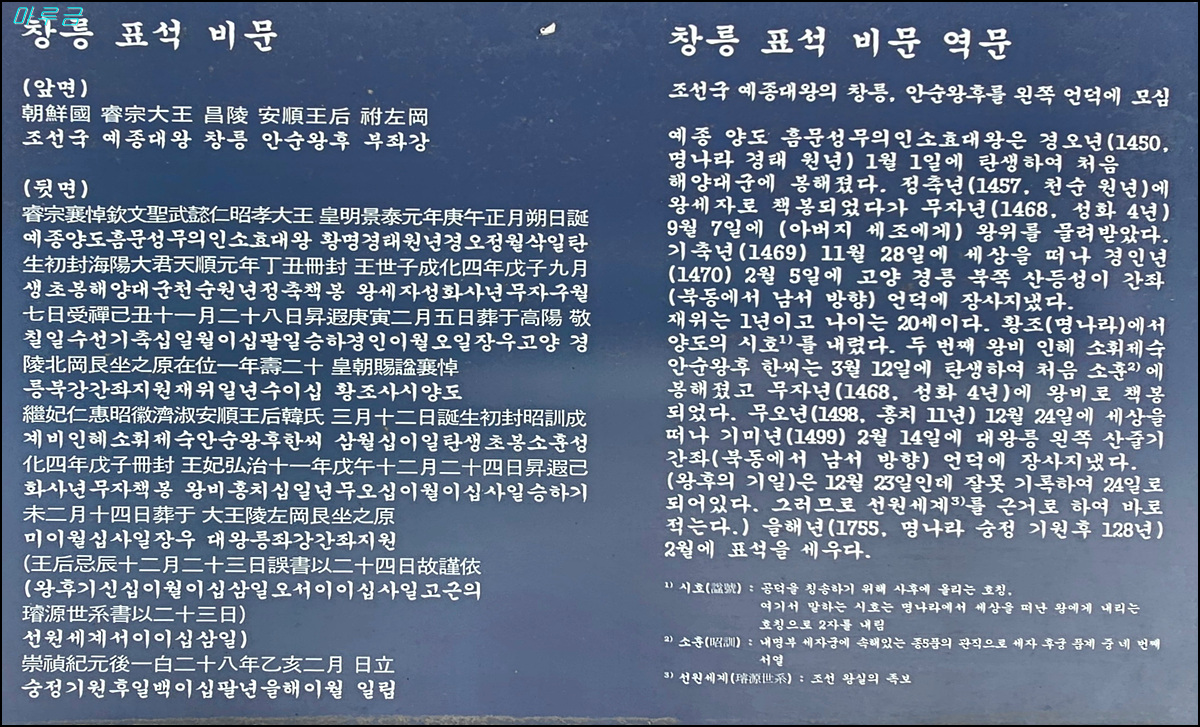 마루금
창릉 표석 비문
(앞면)
朝鮮國 睿宗大王 昌陵 安順王后 祔左岡
조선국 예종대왕 창릉 안순왕후 부좌강
(뒷면)
睿宗襄悼欽文聖武懿仁昭孝大王 皇明景泰元年庚午正月朔日誕
예종양도흠문성무의인소효대왕 황명경태원년경오정월삭일탄
生初封海陽大君天順元年丁丑冊封 王世子成化四年戊子九月
생초봉해양대군천순원년정축책봉 왕세자성화사년무자구월
七日受禪己丑十一月二十八日昇遐庚寅二月五日葬于高陽 敬
칠일수선기축십일월이십팔일승하경인이월오일장우고양 경
陵北岡艮坐之原在位一年壽二十 皇朝賜諡襄悼
릉북강간좌지원재위일년수이십 황조사시양도
繼妃仁惠昭徽齊淑安順王后韓氏 三月十二日誕生初封昭訓成
계비인혜소휘제숙안순왕후한씨 삼월십이일탄생초봉소훈성
化四年戊子冊封 王妃弘治十一年戊午十二月二十四日昇遐己
화사년무자책봉 왕비홍치십일년무오십이월이십사일승하기
未二月十四日葬于 大王陵左岡艮坐之原
미이월십사일장우 대왕릉좌강간좌지원
(王后忌辰十二月二十三日誤書以二十四日故謹依
(왕후기신십이월이십삼일오서이이십사일고근의
璿源世系書以二十三日)
선원세계서이이십삼일)
崇禎紀元後一白二十八年乙亥二月 日立
숭정기원후일백이십팔년을해이월 일립
창릉 표석 비문 역문
조선국 예종대왕의 창릉, 안순왕후를 왼쪽 언덕에 모심
예종 양도 흠문성무의인소효대왕은 경오년(1450,
명나라 경태 원년) 1월 1일에 탄생하여 처음
해양대군에 봉해졌다. 정축년(1457, 천순 원년)에
왕세자로 책봉되었다가 무자년(1468, 성화 4년)
9월 7일에 (아버지 세조에게) 왕위를 물려받았다.
기축년(1469) 11월 28일에 세상을 떠나 경인년
(1470) 2월 5일에 고양 경릉 북쪽 산등성이 간좌
(북동에서 남서 방향) 언덕에 장사지냈다.
재위는 1년이고 나이는 20세이다. 황조(명나라)에서
양도의 시호¹⁾를 내렸다. 두 번째 왕비 인혜 소휘제숙
안순왕후 한씨는 3월 12일에 탄생하여 처음 소훈²⁾에
봉해졌고 무자년(1468, 성화 4년)에 왕비로 책봉
되었다. 무오년(1498, 홍치 11년) 12월 24일에 세상을
떠나 기미년(1499) 2월 14일에 대왕릉 왼쪽 산줄기
간좌(북동에서 남서 방향) 언덕에 장사지냈다.
(왕후의 기일)은 12월 23일인데 잘못 기록하여 24일로
되어있다. 그러므로 선원세계³⁾를 근거로 하여 바로
적는다.) 을해년(1755, 명나라 숭정 기원후 128년)
2월에 표석을 세우다.
¹⁾ 시호(諡號) : 공덕을 칭송하기 위해 사후에 올리는 호칭.
여기서 말하는 시호는 명나라에서 세상을 떠난 왕에게 내리는
호칭으로 2자를 내림
²⁾ 소훈(昭訓) : 내명부 세자궁에 속해있는 종5품의 관직으로 세자 후궁 품계 중 네 번째
서열
³⁾ 선원세계(璿源世系) : 조선 왕실의 족보